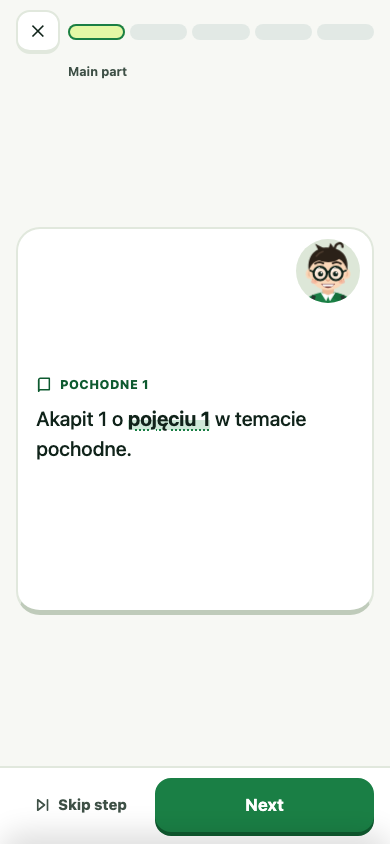 Main part
POCHODNE 1
Akapit 1 o pojęciu 1 w temacie
pochodne.
Skip step
Next